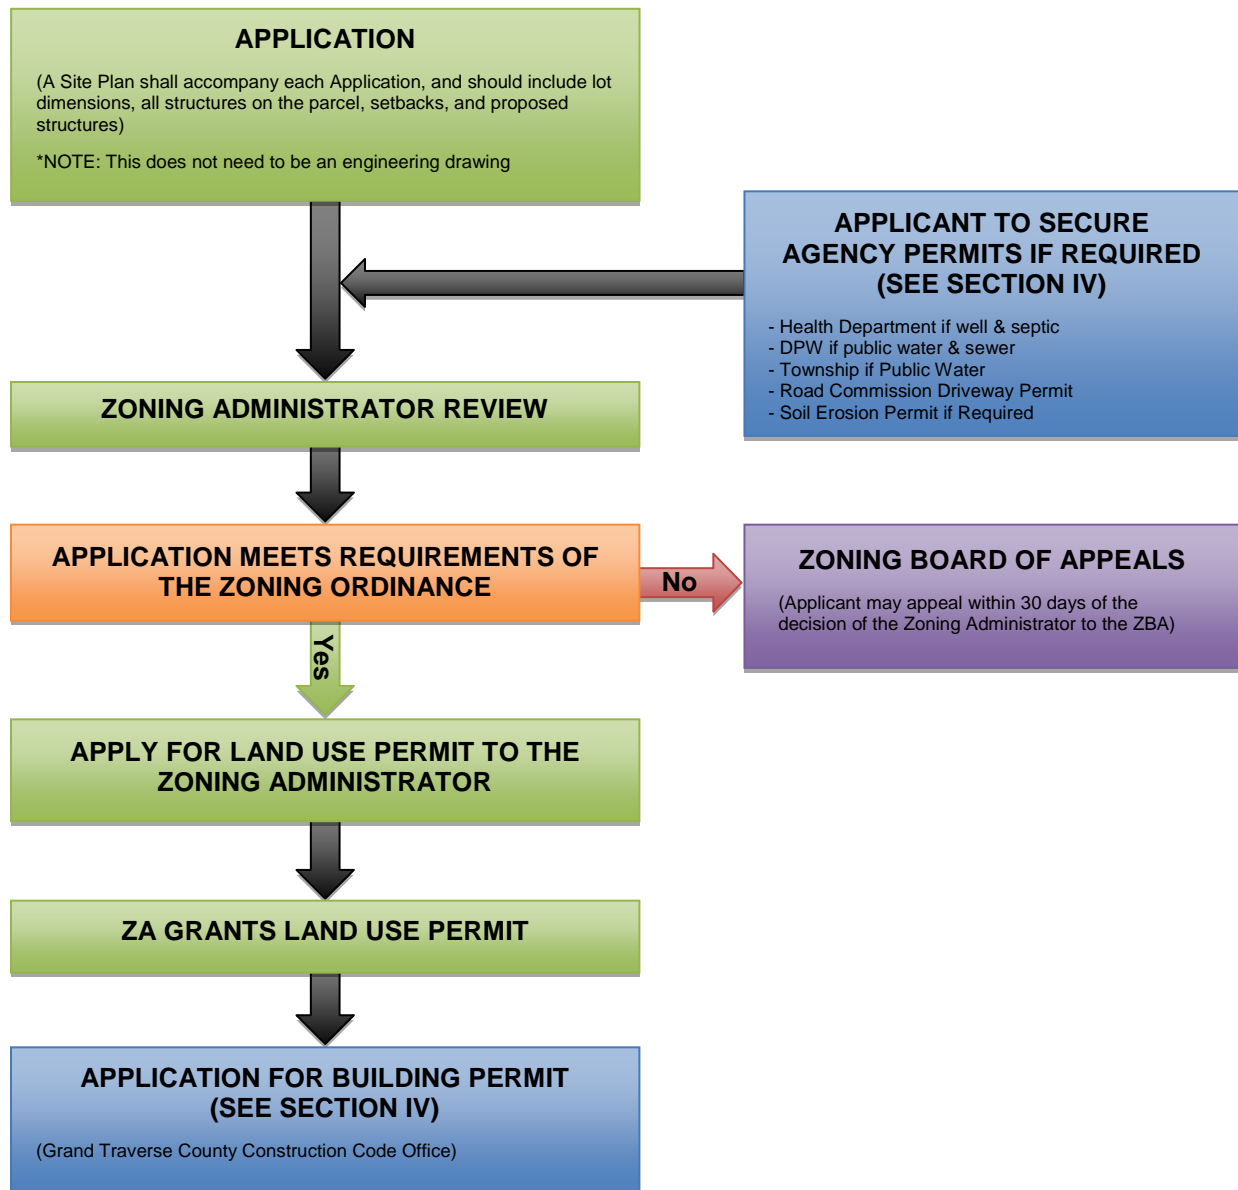 APPLICATION
(A Site Plan shall accompany each Application, and should include lot
dimensions, all structures on the parcel, setbacks, and proposed
structures)
*NOTE: This does not need to be an engineering drawing
APPLICANT TO SECURE
AGENCY PERMITS IF REQUIRED
(SEE SECTION IV)
- Health Department if well & septic
- DPW if public water & sewer
- Township if Public Water
- Road Commission Driveway Permit
- Soil Erosion Permit if Required
ZONING ADMINISTRATOR REVIEW
APPLICATION MEETS REQUIREMENTS OF
THE ZONING ORDINANCE
No
ZONING BOARD OF APPEALS
(Applicant may appeal within 30 days of the
decision of the Zoning Administrator to the ZBA)
Yes
APPLY FOR LAND USE PERMIT TO THE
ZONING ADMINISTRATOR
ZA GRANTS LAND USE PERMIT
APPLICATION FOR BUILDING PERMIT
(SEE SECTION IV)
(Grand Traverse County Construction Code Office)